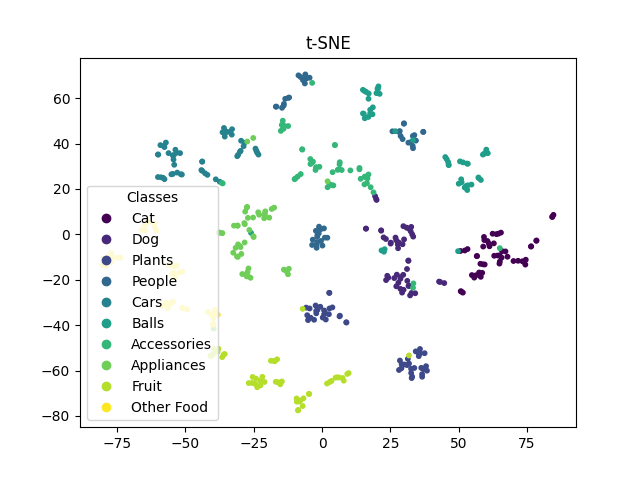 t-SNE
60
40
20
0
−20
−40
−60
−80
−75
−50
−25
0
25
50
75
Classes
Cat
Dog
Plants
People
Cars
Balls
Accessories
Appliances
Fruit
Other Food